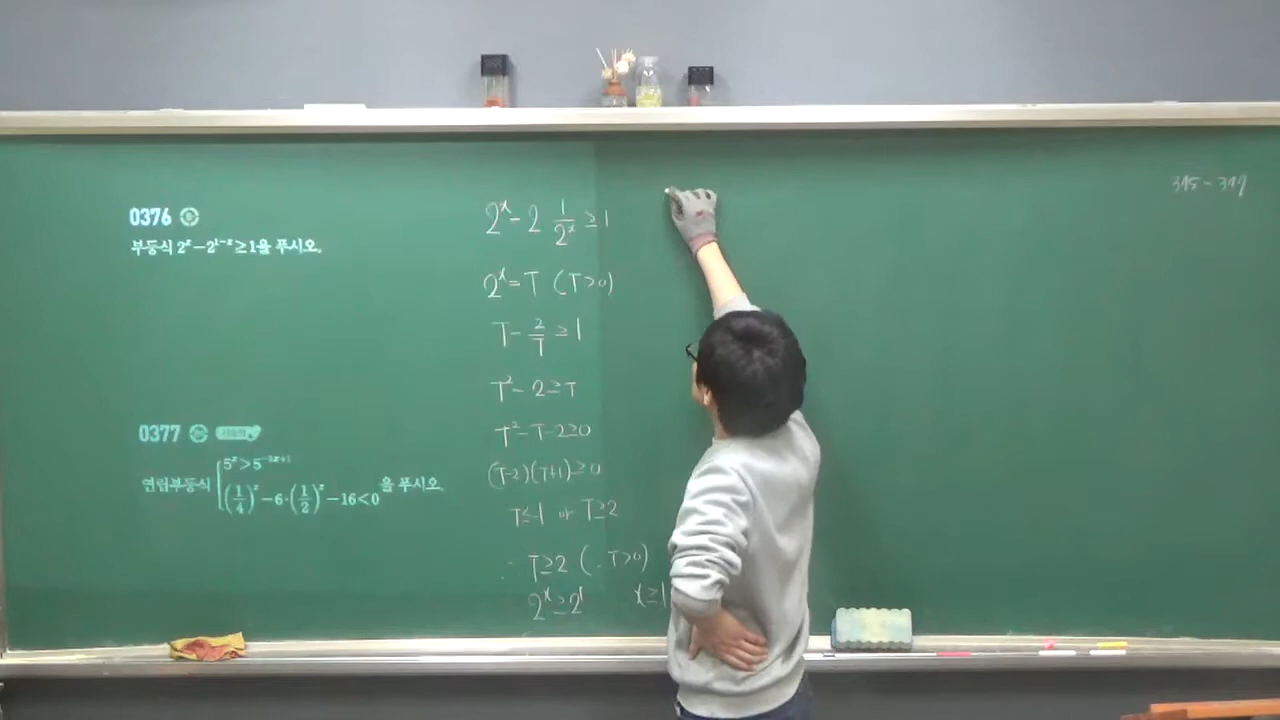 0376
부등식 2^x - 2^{1-x} ≥ 1을 푸시오.
0377
연립부등식 { 5^x > 5^{-2x+1}
(1/4)^x - 6·(1/2)^x - 16 < 0 을 푸시오.
2^x - 2 1/2^x ≥ 1
2^x = T (T>0)
T - 2/T ≥ 1
T^2 - 2 ≥ T
T^2 - T - 2 ≥ 0
(T-2)(T+1) ≥ 0
T ≤ -1 or T ≥ 2
∴ T ≥ 2 (∵ T>0)
2^x ≥ 2^1 x ≥ 1